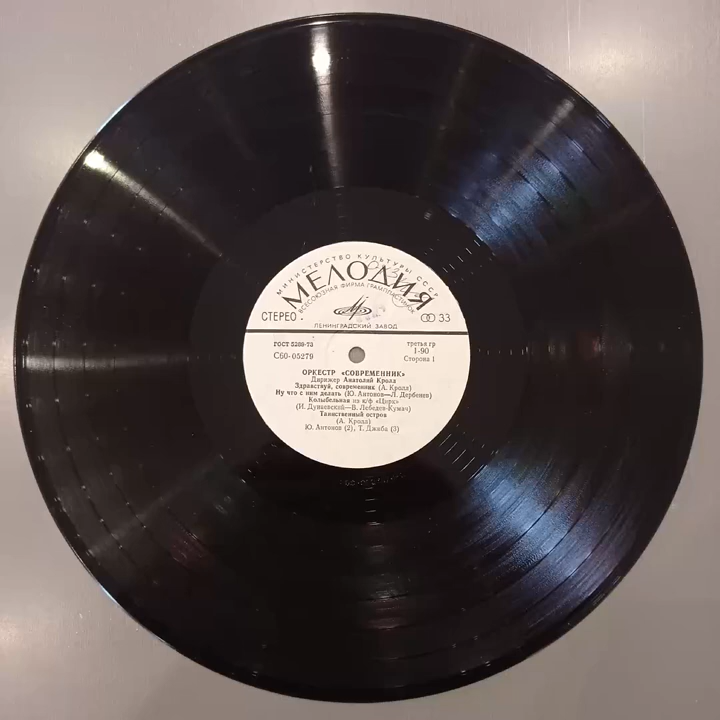 МИНИСТЕРСТВО КУЛЬТУРЫ СССР
МЕЛОДИЯ
ВСЕСОЮЗНАЯ ФИРМА ГРАМПЛАСТИНОК
СТЕРЕО
33
ЛЕНИНГРАДСКИЙ ЗАВОД
ГОСТ 5289-73
третья гр
С60-05279
1-90
Сторона 1
ОРКЕСТР «СОВРЕМЕННИК»
Дирижер Анатолий Кролл
Здравствуй, современник (А. Кролл)
Ну что с ним делать (Ю. Антонов—Л. Дербенев)
Колыбельная из к/ф «Цирк»
(И. Дунаевский—В. Лебедев-Кумач)
Таинственный остров
(А. Кролл)
Ю. Антонов (2), Т. Джиба (3)